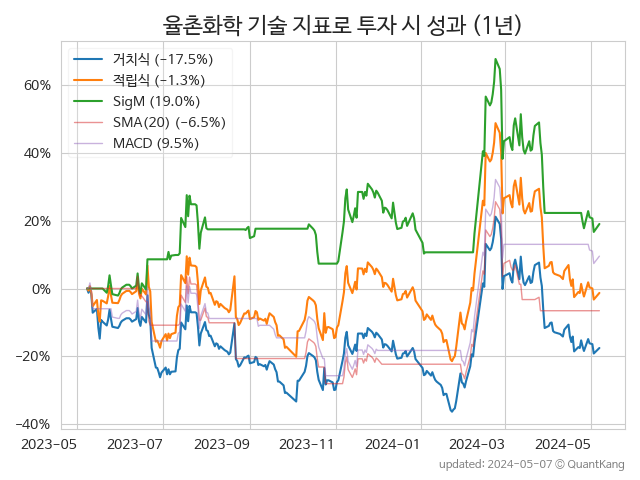 율촌화학 기술 지표로 투자 시 성과 (1년)
거치식 (−17.5%)
적립식 (−1.3%)
SigM (19.0%)
SMA(20) (−6.5%)
MACD (9.5%)
60%
40%
20%
0%
−20%
−40%
2023−05 2023−07 2023−09 2023−11 2024−01 2024−03 2024−05
updated: 2024−05−07 © QuantKang